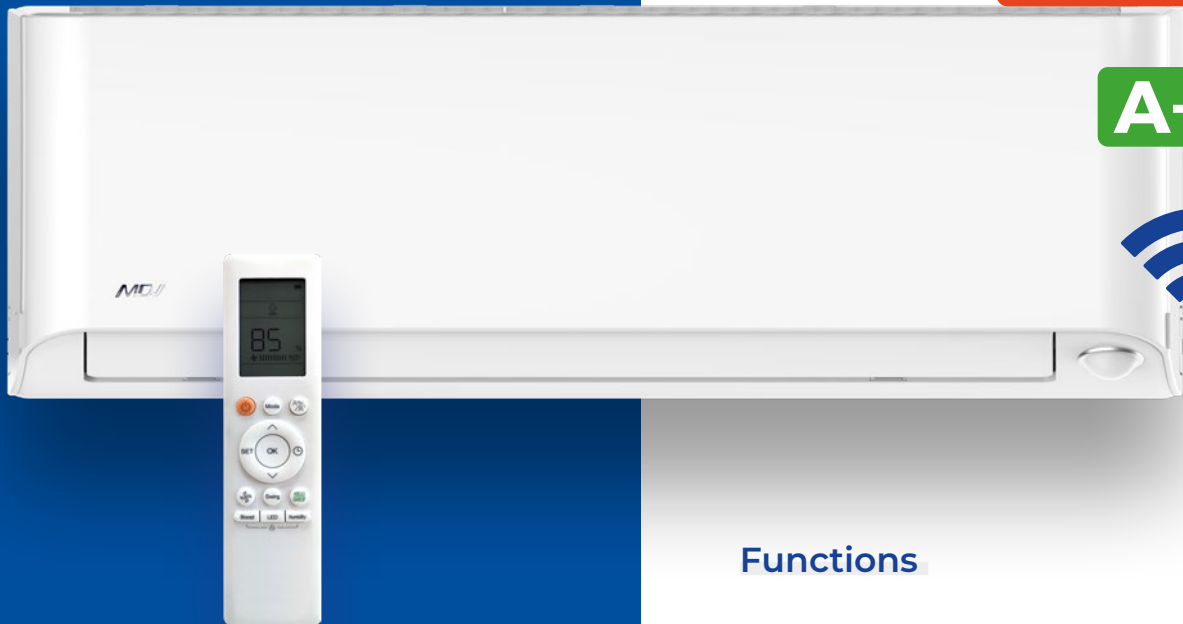 A+
MDV
85
%
Mode
SET
OK
Swing
Boost
LED
Humidity
Functions